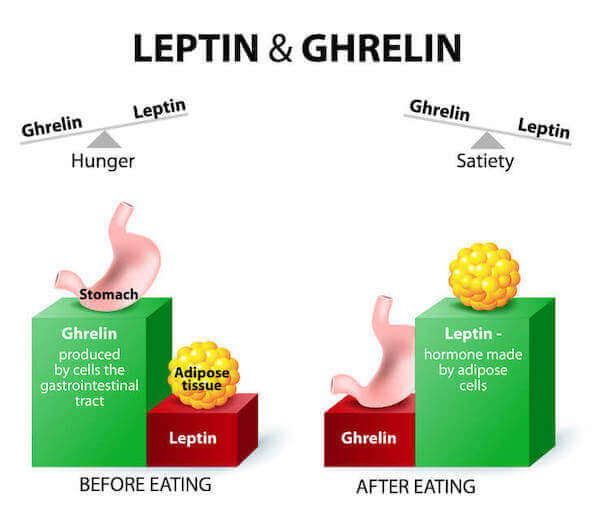 LEPTIN & GHRELIN
Ghrelin Leptin
Hunger
Ghrelin Leptin
Satiety
Stomach
Ghrelin
produced
by cells the
gastrointestinal
tract
Adipose
tissue
Leptin
BEFORE EATING
Leptin -
hormone made
by adipose
cells
Ghrelin
AFTER EATING